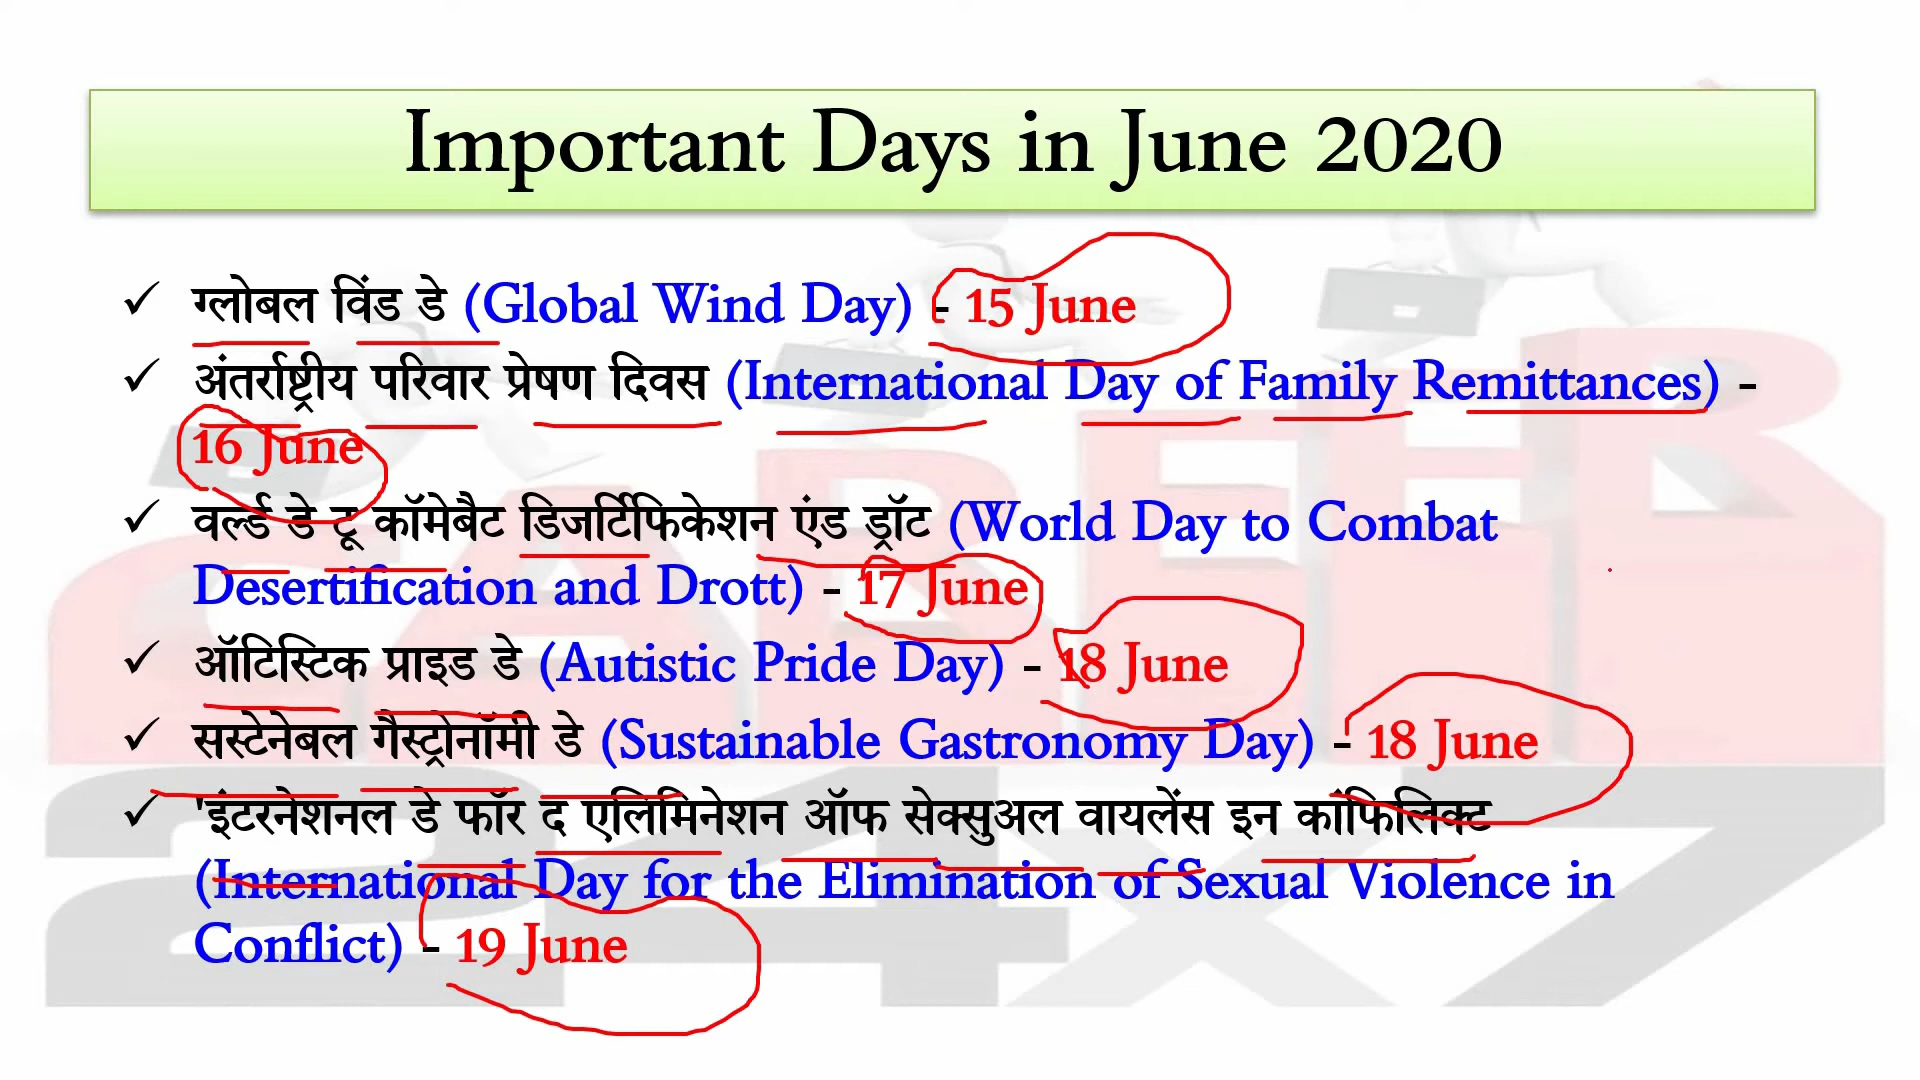 Important Days in June 2020
✓ ग्लोबल विंड डे (Global Wind Day) - 15 June
✓ अंतर्राष्ट्रीय परिवार प्रेषण दिवस (International Day of Family Remittances) -
16 June
✓ वर्ल्ड डे टू कॉमेबैट डिजर्टिफिकेशन एंड ड्रॉट (World Day to Combat
Desertification and Drott) - 17 June
✓ ऑटिस्टिक प्राइड डे (Autistic Pride Day) - 18 June
✓ सस्टेनेबल गैस्ट्रोनॉमी डे (Sustainable Gastronomy Day) - 18 June
✓ 'इंटरनेशनल डे फॉर द एलिमिनेशन ऑफ सेक्सुअल वायलेंस इन कॉफिलिक्ट
(International Day for the Elimination of Sexual Violence in
Conflict) - 19 June
CAREER
24x7